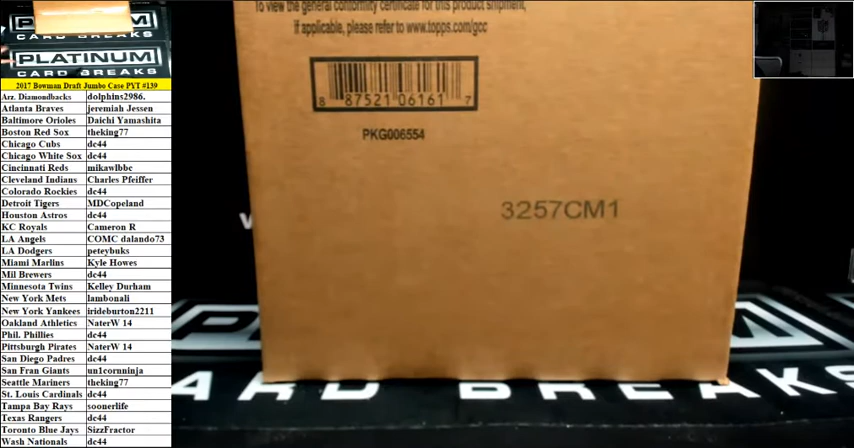 PLATINUM
CARD BREAKS
2017 Bowman Draft Jumbo Case PYT #139
Arz. Diamondbacks dolphins2986.
Atlanta Braves jeremiah Jessen
Baltimore Orioles Daichi Yamashita
Boston Red Sox theking77
Chicago Cubs dc44
Chicago White Sox dc44
Cincinnati Reds mikawlbbc
Cleveland Indians Charles Pfeiffer
Colorado Rockies dc44
Detroit Tigers MDCopeland
Houston Astros dc44
KC Royals Cameron R
LA Angels COMC dalando73
LA Dodgers peteybuks
Miami Marlins Kyle Howes
Mil Brewers dc44
Minnesota Twins Kelley Durham
New York Mets lambonali
New York Yankees irideburton2211
Oakland Athletics NaterW 14
Phil. Phillies dc44
Pittsburgh Pirates NaterW 14
San Diego Padres dc44
San Fran Giants un1cornninja
Seattle Mariners theking77
St. Louis Cardinals dc44
Tampa Bay Rays soonerlife
Texas Rangers dc44
Toronto Blue Jays SizzFractor
Wash Nationals dc44
To view the general conformity certificate for this product shipment,
if applicable, please refer to www.topps.com/gcc
8 87521 06161 7
PKG006554
3257CM1
CARD BREAKS